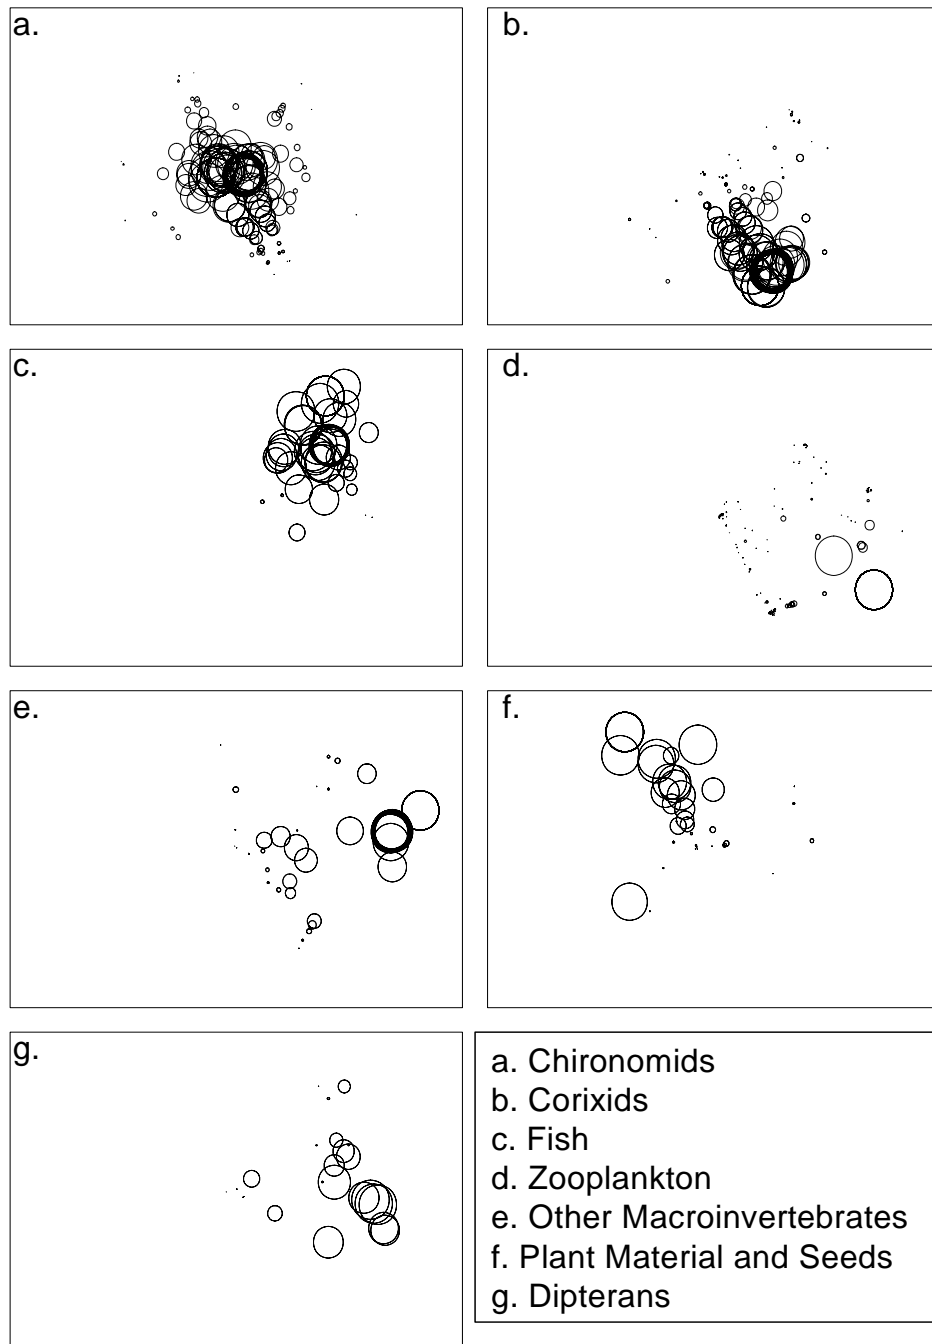 a.
b.
c.
d.
e.
f.
g.
a. Chironomids
b. Corixids
c. Fish
d. Zooplankton
e. Other Macroinvertebrates
f. Plant Material and Seeds
g. Dipterans